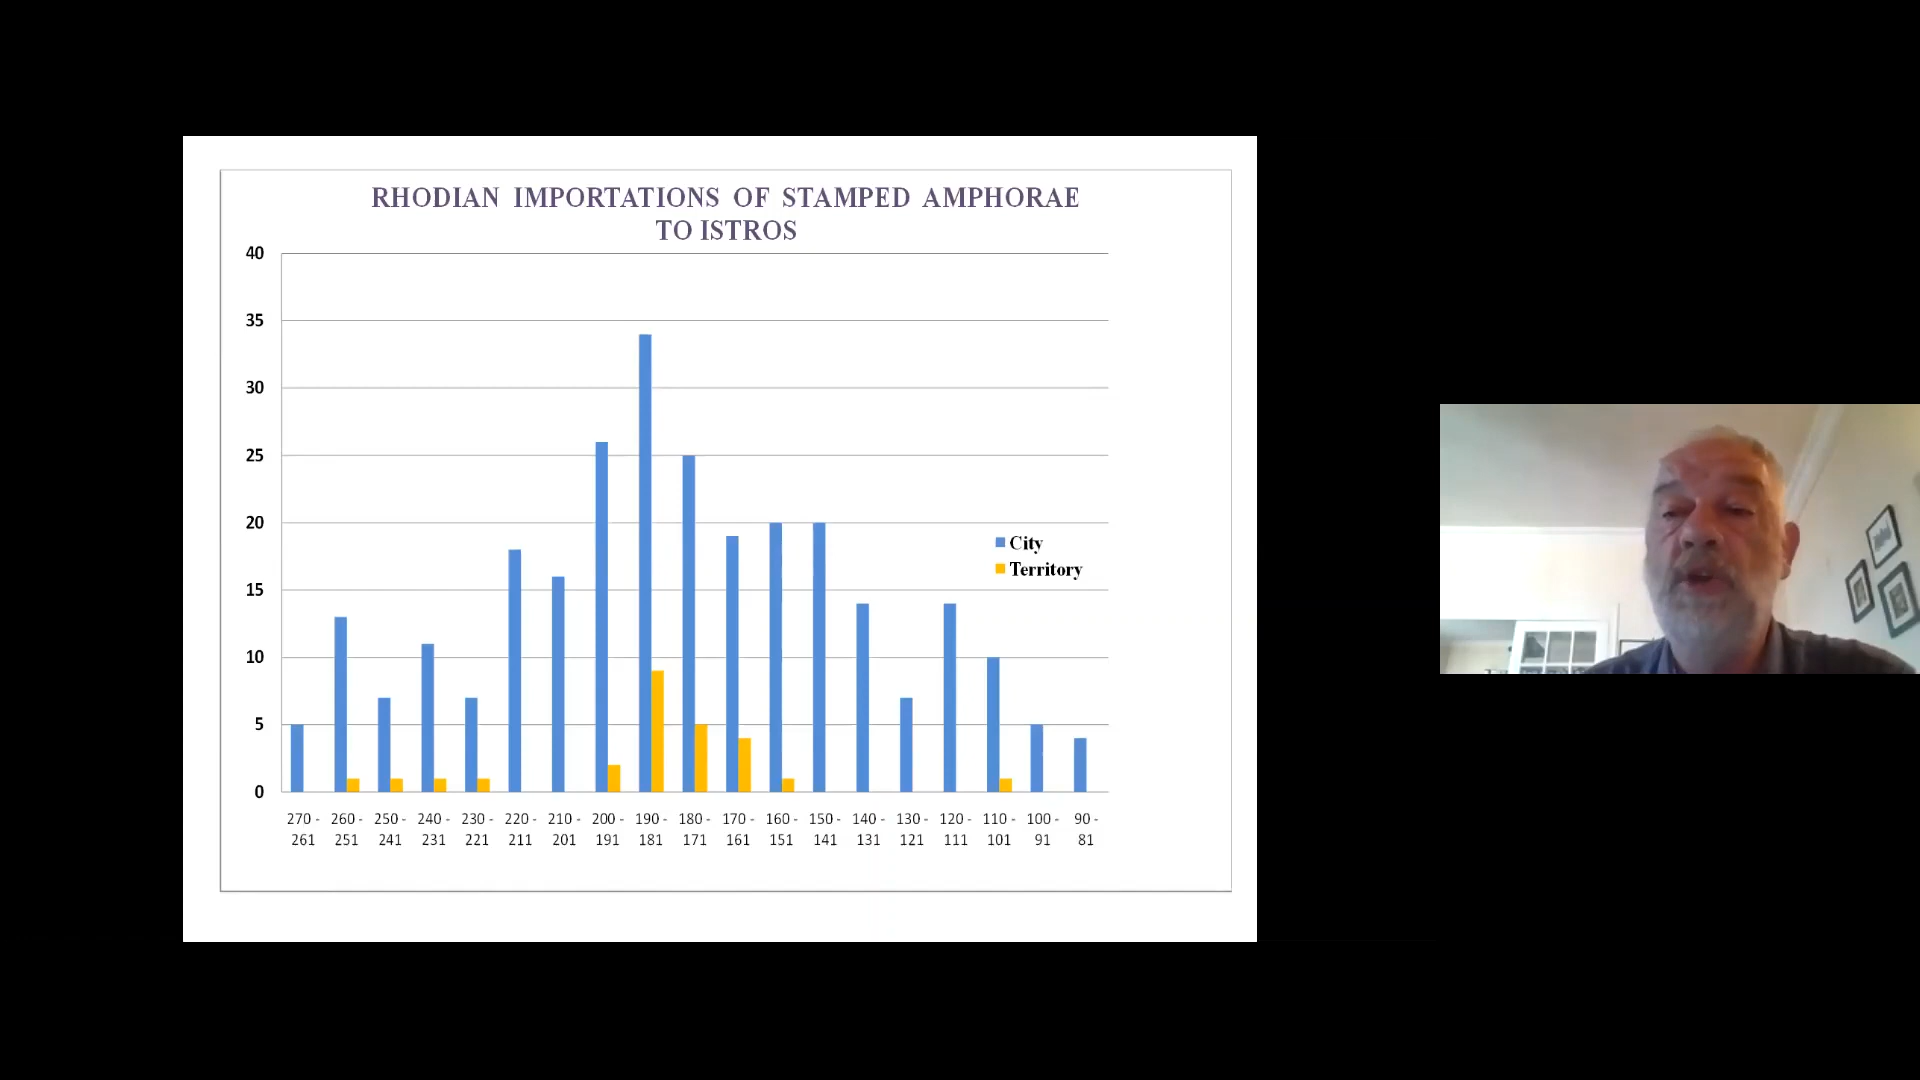 RHODIAN IMPORTATIONS OF STAMPED AMPHORAE
TO ISTROS
40
35
30
25
20
15
10
5
0
City
Territory
270 - 260 - 250 - 240 - 230 - 220 - 210 - 200 - 190 - 180 - 170 - 160 - 150 - 140 - 130 - 120 - 110 - 100 - 90 -
261 251 241 231 221 211 201 191 181 171 161 151 141 131 121 111 101 91 81